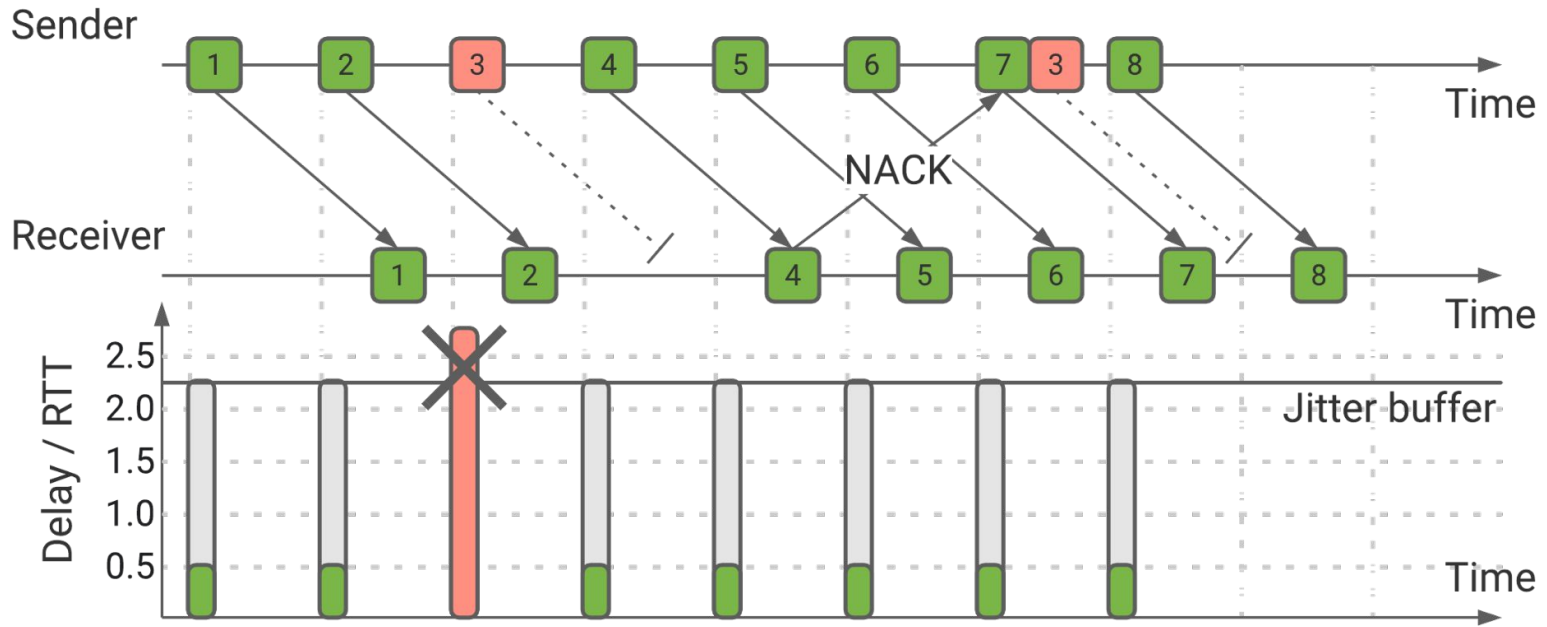 Sender
1 2 3 4 5 6 7 3 8
Time
NACK
Receiver
1 2 4 5 6 7 8
Time
Delay / RTT
2.5
2.0
Jitter buffer
1.5
1.0
0.5
Time